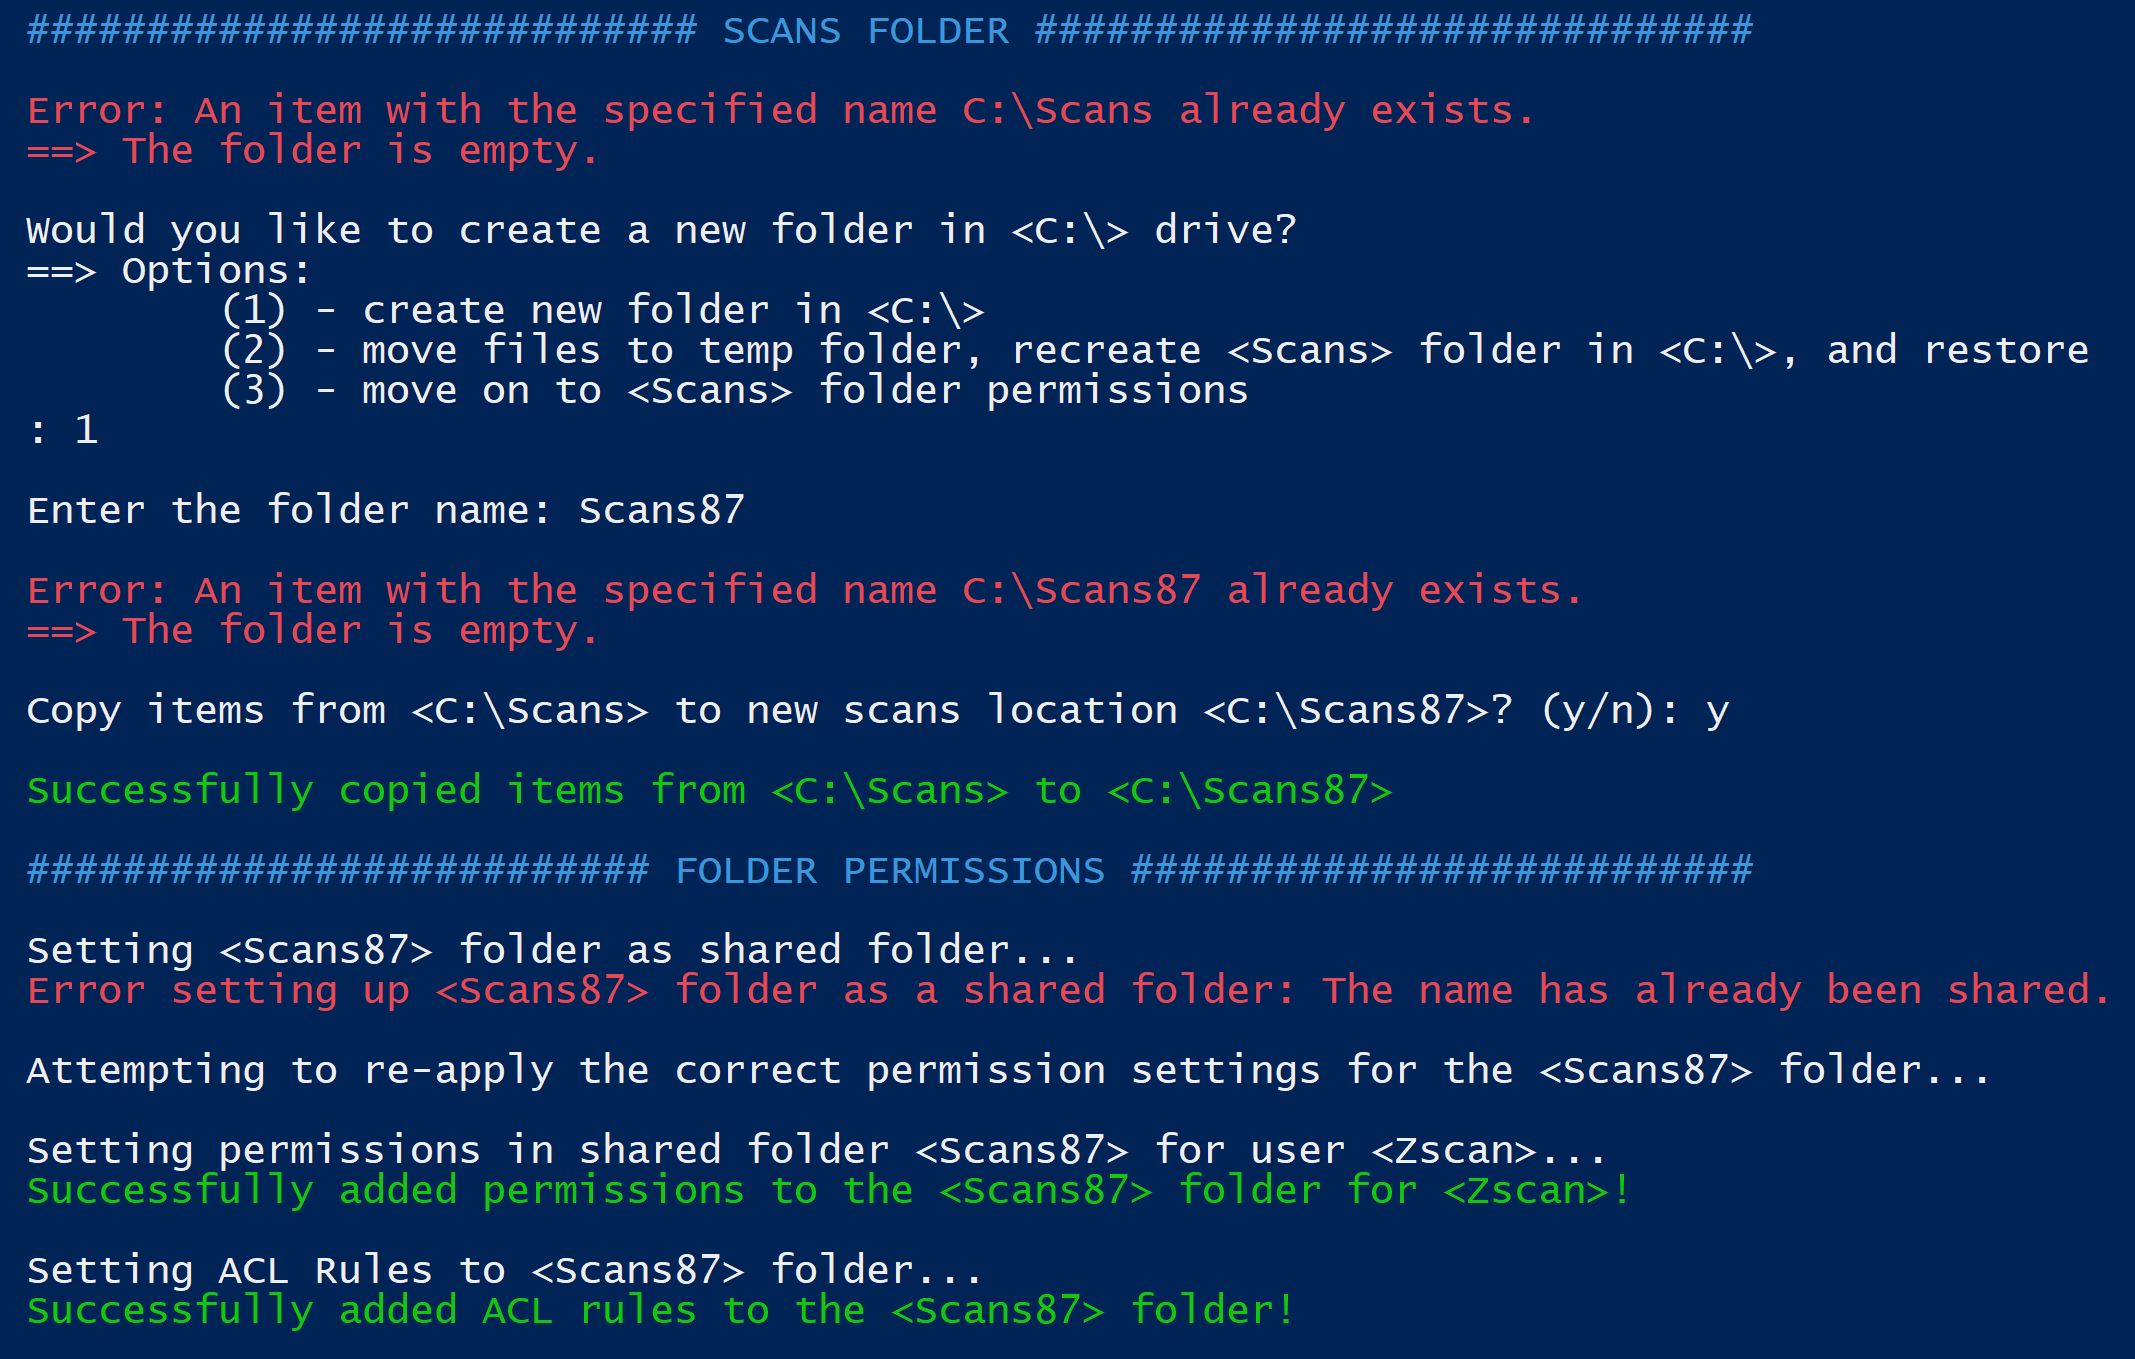 ############################ SCANS FOLDER ##############################
Error: An item with the specified name C:\Scans already exists.
==> The folder is empty.
Would you like to create a new folder in <C:\> drive?
==> Options:
(1) - create new folder in <C:\>
(2) - move files to temp folder, recreate <Scans> folder in <C:\>, and restore
(3) - move on to <Scans> folder permissions
: 1
Enter the folder name: Scans87
Error: An item with the specified name C:\Scans87 already exists.
==> The folder is empty.
Copy items from <C:\Scans> to new scans location <C:\Scans87>? (y/n): y
Successfully copied items from <C:\Scans> to <C:\Scans87>
########################## FOLDER PERMISSIONS ##########################
Setting <Scans87> folder as shared folder...
Error setting up <Scans87> folder as a shared folder: The name has already been shared.
Attempting to re-apply the correct permission settings for the <Scans87> folder...
Setting permissions in shared folder <Scans87> for user <Zscan>...
Successfully added permissions to the <Scans87> folder for <Zscan>!
Setting ACL Rules to <Scans87> folder...
Successfully added ACL rules to the <Scans87> folder!